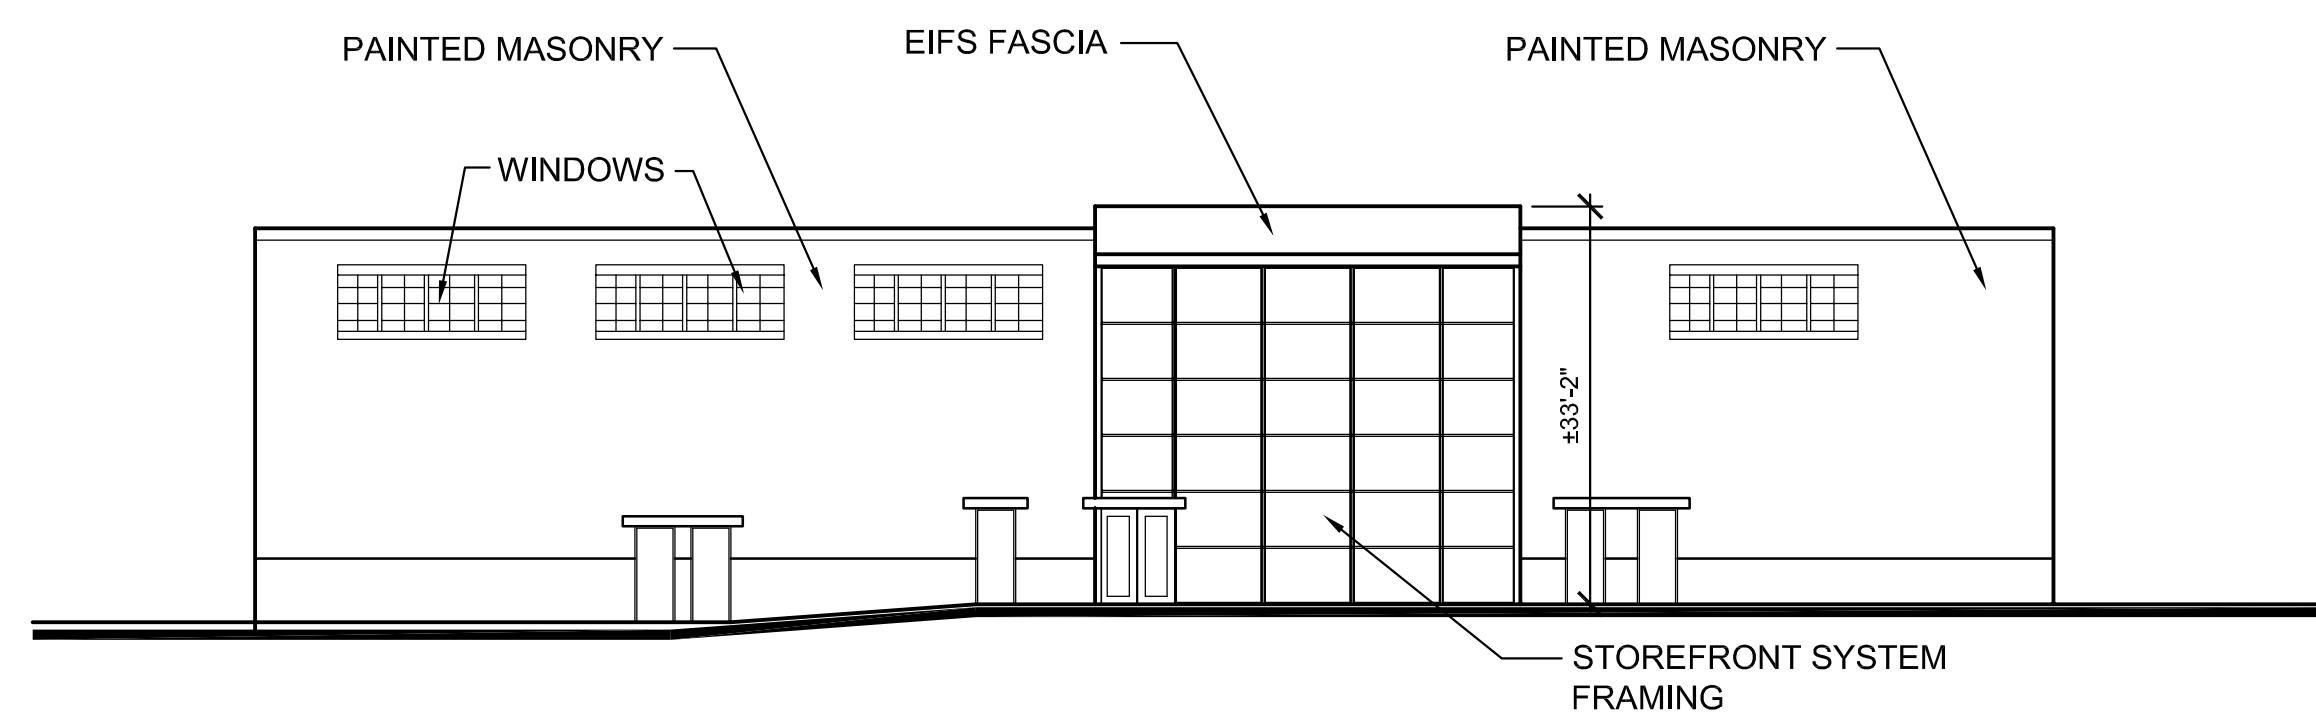 PAINTED MASONRY
EIFS FASCIA
PAINTED MASONRY
WINDOWS
±33'-2"
STOREFRONT SYSTEM
FRAMING